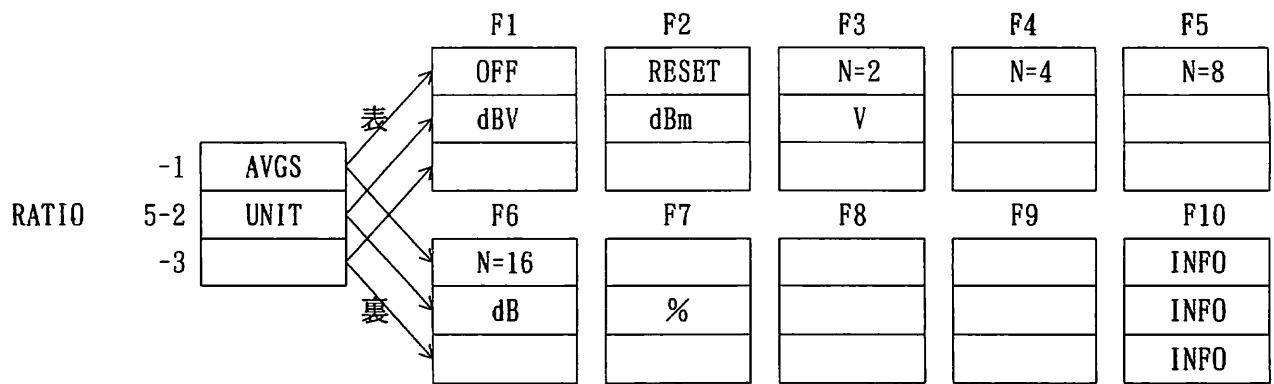 F1 F2 F3 F4 F5
OFF RESET N=2 N=4 N=8
表
dBV dBm V
-1 AVGS
RATIO 5-2 UNIT F6 F7 F8 F9 F10
-3 N=16 INFO
裏
dB % INFO
INFO